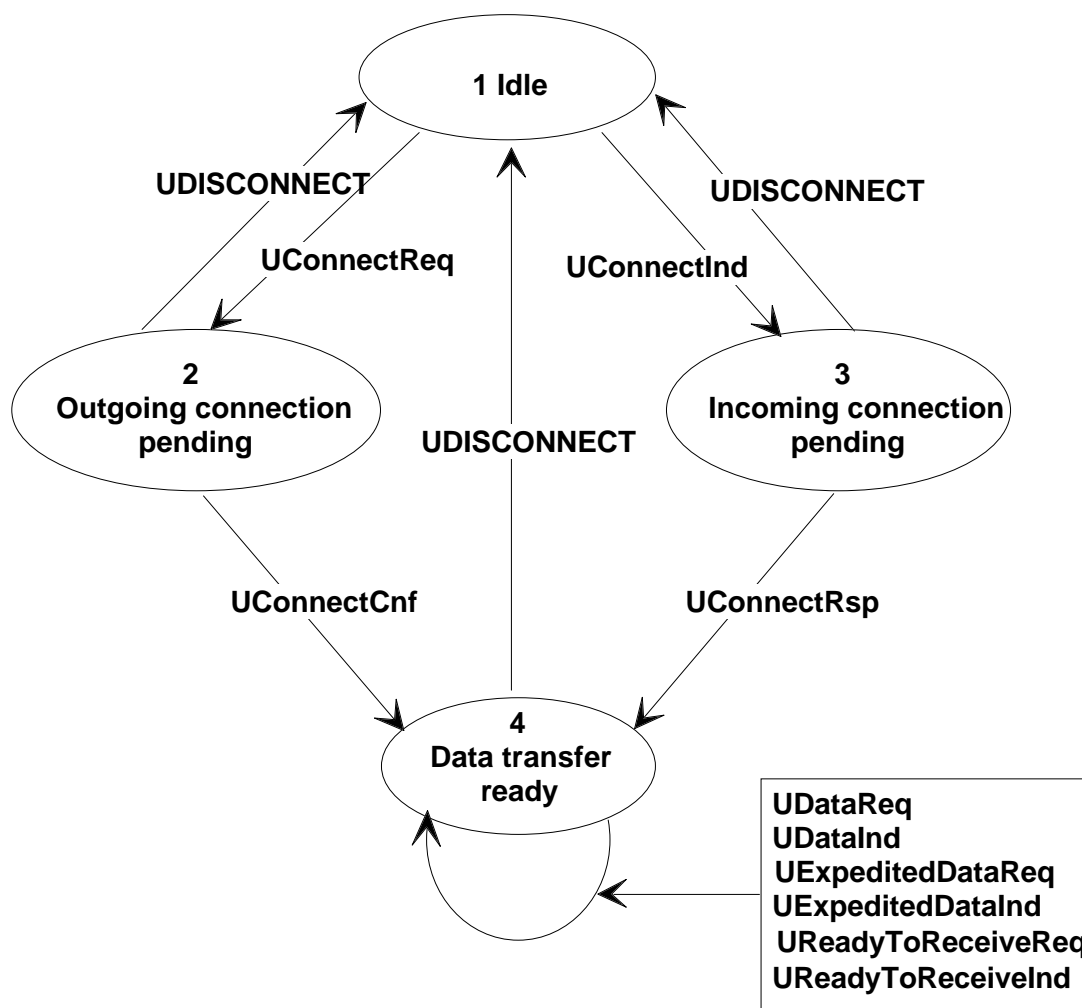 1 Idle
UDISCONNECT
UDISCONNECT
UConnectReq
UConnectInd
2
Outgoing connection
pending
3
Incoming connection
pending
UDISCONNECT
UConnectCnf
UConnectRsp
4
Data transfer
ready
UDataReq
UDataInd
UExpeditedDataReq
UExpeditedDataInd
UReadyToReceiveReq
UReadyToReceiveInd